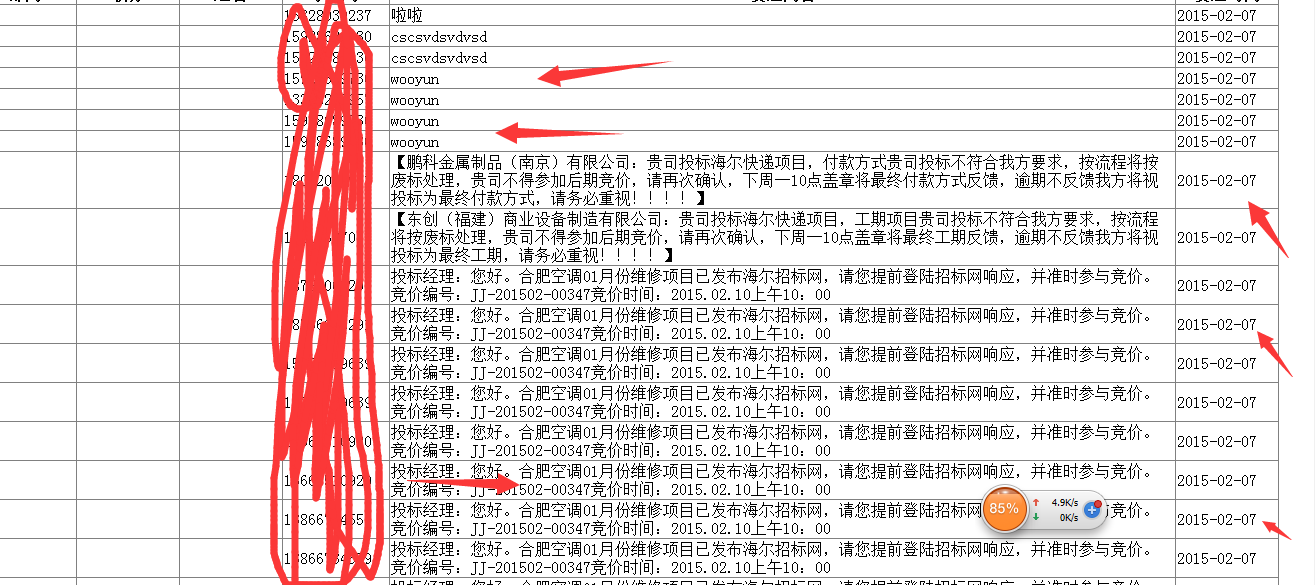 啦啦
2015-02-07
cscsvdsvdvsd
2015-02-07
cscsvdsvdvsd
2015-02-07
wooyun
2015-02-07
wooyun
2015-02-07
wooyun
2015-02-07
wooyun
2015-02-07
【鹏科金属制品（南京）有限公司：贵司投标海尔快递项目，付款方式贵司投标不符合我方要求，按流程将按
废标处理，贵司不得参加后期竞价，请再次确认，下周一10点盖章将最终付款方式反馈，逾期不反馈我方将视
投标为最终付款方式，请务必重视！！！！】
2015-02-07
【东创（福建）商业设备制造有限公司：贵司投标海尔快递项目，工期项目贵司投标不符合我方要求，按流程
将按废标处理，贵司不得参加后期竞价，请再次确认，下周一10点盖章将最终工期反馈，逾期不反馈我方将视
投标为最终工期，请务必重视！！！！】
2015-02-07
投标经理：您好。合肥空调01月份维修项目已发布海尔招标网，请您提前登陆招标网响应，并准时参与竞价。
竞价编号：JJ-201502-00347竞价时间：2015.02.10上午10：00
2015-02-07
投标经理：您好。合肥空调01月份维修项目已发布海尔招标网，请您提前登陆招标网响应，并准时参与竞价。
竞价编号：JJ-201502-00347竞价时间：2015.02.10上午10：00
2015-02-07
投标经理：您好。合肥空调01月份维修项目已发布海尔招标网，请您提前登陆招标网响应，并准时参与竞价。
竞价编号：JJ-201502-00347竞价时间：2015.02.10上午10：00
2015-02-07
投标经理：您好。合肥空调01月份维修项目已发布海尔招标网，请您提前登陆招标网响应，并准时参与竞价。
竞价编号：JJ-201502-00347竞价时间：2015.02.10上午10：00
2015-02-07
投标经理：您好。合肥空调01月份维修项目已发布海尔招标网，请您提前登陆招标网响应，并准时参与竞价。
竞价编号：JJ-201502-00347竞价时间：2015.02.10上午10：00
2015-02-07
投标经理：您好。合肥空调01月份维修项目已发布海尔招标网，请您提前登陆招标网响应，并准时参与竞价。
竞价编号：JJ-201502-00347竞价时间：2015.02.10上午10：00
2015-02-07
投标经理：您好。合肥空调01月份维修项目已发布海尔招标网，请您提前登陆招标网响应，并准时参与竞价。
竞价编号：JJ-201502-00347竞价时间：2015.02.10上午10：00
2015-02-07
85%
4.9K/s
0K/s
投标经理：您好。合肥空调01月份维修项目已发布海尔招标网，请您提前登陆招标网响应，并准时参与竞价。
竞价编号：JJ-201502-00347竞价时间：2015.02.10上午10：00
2015-02-07